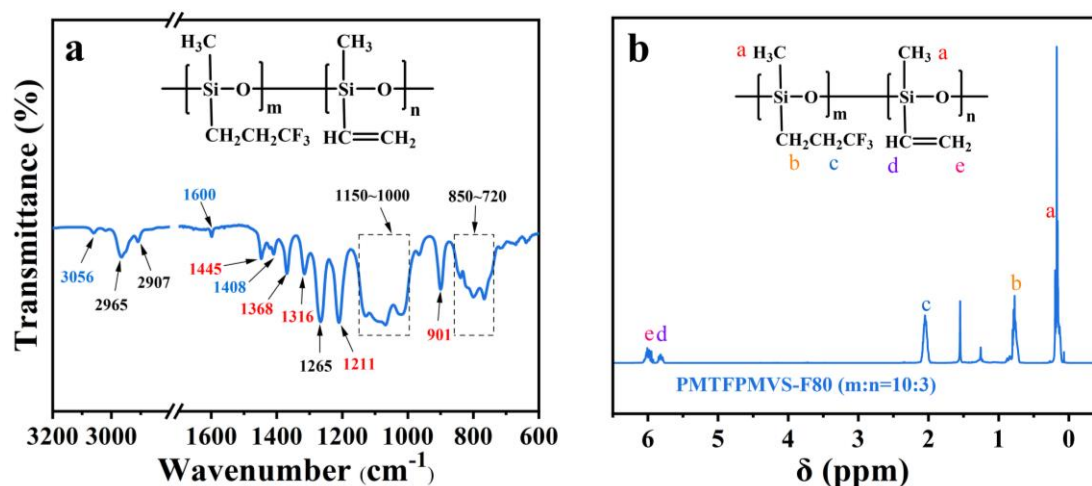 a
H₃C
CH₃
Si
O
m
Si
O
n
CH₂CH₂CF₃
HC
CH₂
1600
1150~1000
850~720
3056
2965
2907
1445
1408
1368
1316
1265
1211
901
Transmittance (%)
3200
3000
1600
1400
1200
1000
800
600
Wavenumber (cm⁻¹)
b
a
H₃C
CH₃
a
Si
O
m
Si
O
n
CH₂CH₂CF₃
HC
CH₂
b
c
d
e
a
b
c
e
d
PMTFPMVS-F80 (m:n=10:3)
6
5
4
3
2
1
0
δ (ppm)